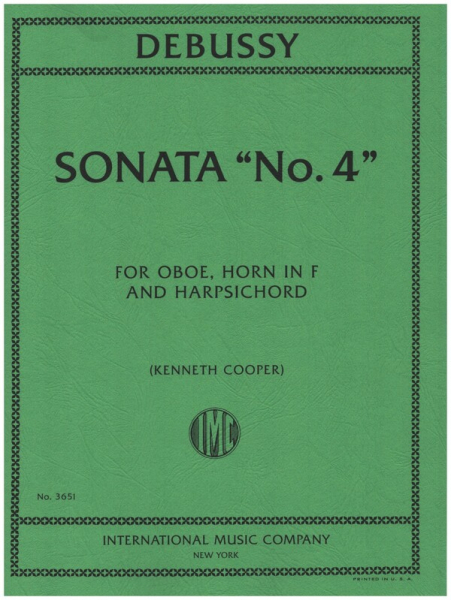 DEBUSSY
SONATA “No. 4”
FOR OBOE, HORN IN F
AND HARPSICHORD
(KENNETH COOPER)
IMC
No. 3651
INTERNATIONAL MUSIC COMPANY
NEW YORK
PRINTED IN U.S.A.